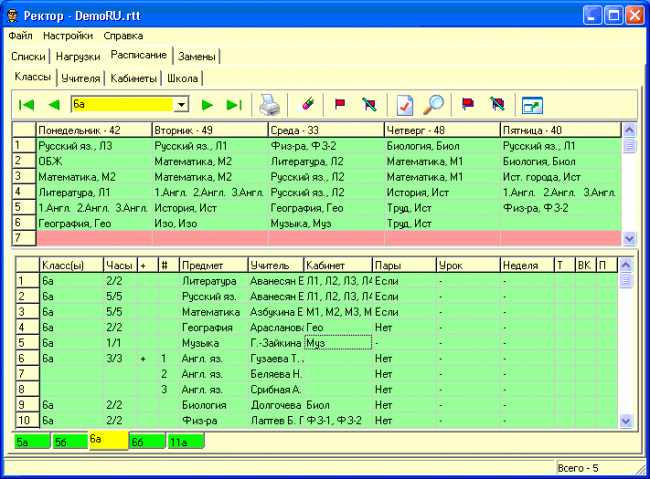 Ректор - DemoRU.rtt
Файл Настройки Справка
Списки Нагрузки Расписание Замены
Классы Учителя Кабинеты Школа
6а
Понедельник - 42 Вторник - 49 Среда - 33 Четверг - 48 Пятница - 40
1 Русский яз., Л3 Русский яз., Л1 Физ-ра, ФЗ-2 Биология, Биол Русский яз., Л1
2 ОБЖ Математика, М2 Литература, Л2 Математика, М1 Биология, Биол
3 Математика, М2 Математика, М2 Русский яз., Л2 Математика, М1 Ист. города, Ист
4 Литература, Л1 1.Англ. 2.Англ. 3.Англ. Русский яз., Л2 История, Ист 1.Англ. 2.Англ. 3.Англ.
5 1.Англ. 2.Англ. 3.Англ. История, Ист География, Гео Труд, Ист Физ-ра, ФЗ-2
6 География, Гео Изо, Изо Музыка, Муз Труд, Ист
7
Класс(ы) Часы + # Предмет Учитель Кабинет Пары Урок Неделя Т ВК П
1 6а 2/2 Литература Аванесян Е Л1, Л2, Л3, Л4 Если - -
2 6а 5/5 Русский яз. Аванесян Е Л1, Л2, Л3, Л4 Если - -
3 6а 5/5 Математика Азбукина Е М1, М2, М3, М Если - -
4 6а 2/2 География Арасланова Гео Нет - -
5 6а 1/1 Музыка Г.-Зайкина Муз - - -
6 6а 3/3 + 1 Англ. яз. Гузаева Т. Нет - -
7 2 Англ. яз. Беляева Н. Нет - -
8 3 Англ. яз. Срибная А. Нет - -
9 6а 2/2 Биология Долгочева Биол Нет - -
10 6а 2/2 Физ-ра Лаптев Б. Г ФЗ-1, ФЗ-2 Нет - -
5а 5б 6а 6б 11а
Всего - 5